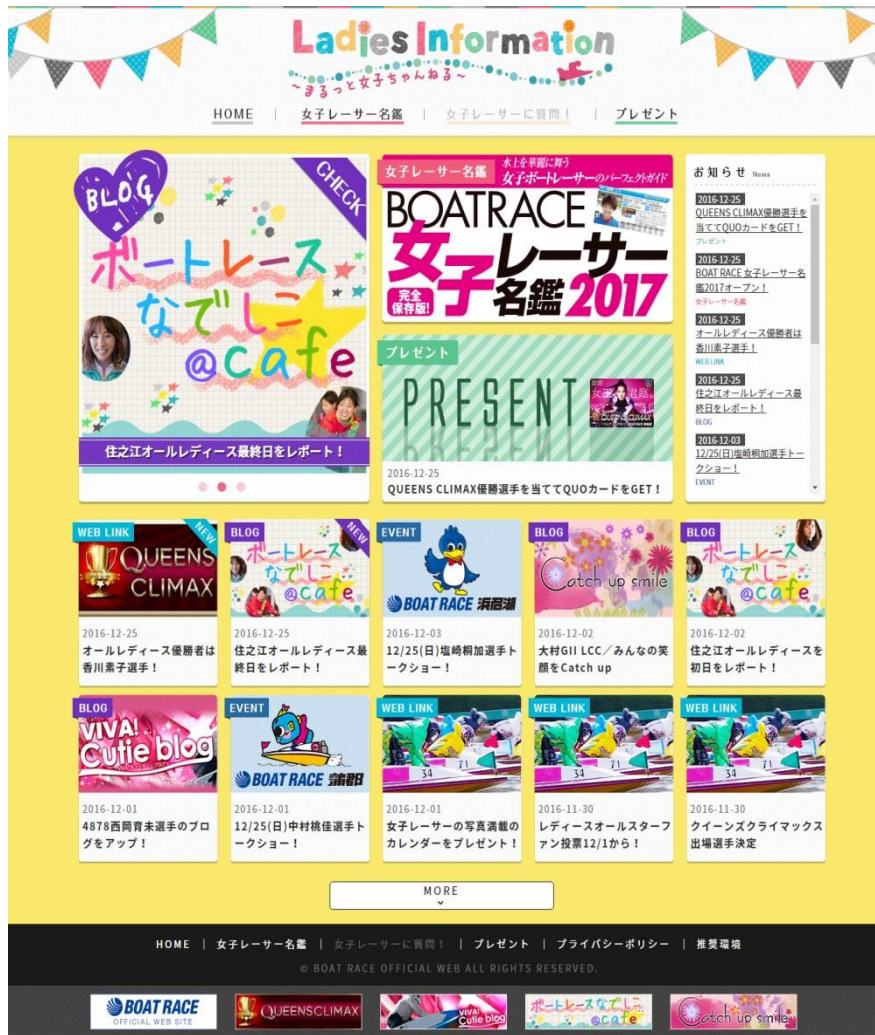 Ladies Information
~まるっと女子ちゃんねる~
HOME | 女子レーサー名鑑 | 女子レーサーに質問！ | プレゼント
BLOG
CHECK
ボートレース
なでしこ
@cafe
住之江オールレディース最終日をレポート！
女子レーサー名鑑
水上を華麗に舞う
女子ボートレーサーのパーフェクトガイド
BOATRACE
女子レーサー
名鑑2017
完全
保存版!
プレゼント
PRESENT
QUEENS CLIMAX
2016-12-25
QUEENS CLIMAX優勝選手を当ててQUOカードをGET！
お知らせ News
2016-12-25
QUEENS CLIMAX優勝選手を
当ててQUOカードをGET！
プレゼント
2016-12-25
BOAT RACE 女子レーサー名
鑑2017オープン！
女子レーサー名鑑
2016-12-25
オールレディース優勝者は
香川素子選手！
WEB LINK
2016-12-25
住之江オールレディース最
終日をレポート！
BLOG
2016-12-03
12/25(日)塩崎桐加選手トー
クショー！
EVENT
WEB LINK
NEW
QUEENS
CLIMAX
2016-12-25
オールレディース優勝者は
香川素子選手！
BLOG
NEW
ボートレース
なでしこ
@cafe
2016-12-25
住之江オールレディース最
終日をレポート！
EVENT
BOAT RACE 浜名湖
2016-12-03
12/25(日)塩崎桐加選手ト
ークショー！
BLOG
Catch up smile
2016-12-02
大村GII LCC／みんなの笑
顔をCatch up
BLOG
ボートレース
なでしこ
@cafe
2016-12-02
住之江オールレディースを
初日をレポート！
BLOG
VIVA!
Cutie blog
2016-12-01
4878西岡育未選手のブロ
グをアップ！
EVENT
BOAT RACE 蒲郡
2016-12-01
12/25(日)中村桃佳選手ト
ークショー！
WEB LINK
34 71
2016-12-01
女子レーサーの写真満載の
カレンダーをプレゼント！
WEB LINK
34 71
2016-11-30
レディースオールスターフ
ァン投票12/1から！
WEB LINK
34 71
2016-11-30
クイーンズクライマックス
出場選手決定
MORE
HOME | 女子レーサー名鑑 | 女子レーサーに質問！ | プレゼント | プライバシーポリシー | 推奨環境
© BOAT RACE OFFICIAL WEB ALL RIGHTS RESERVED.
BOAT RACE
OFFICIAL WEB SITE
QUEENSCLIMAX
VIVA!
Cutie blog
ボートレースなでしこ
@cafe
Catch up smile